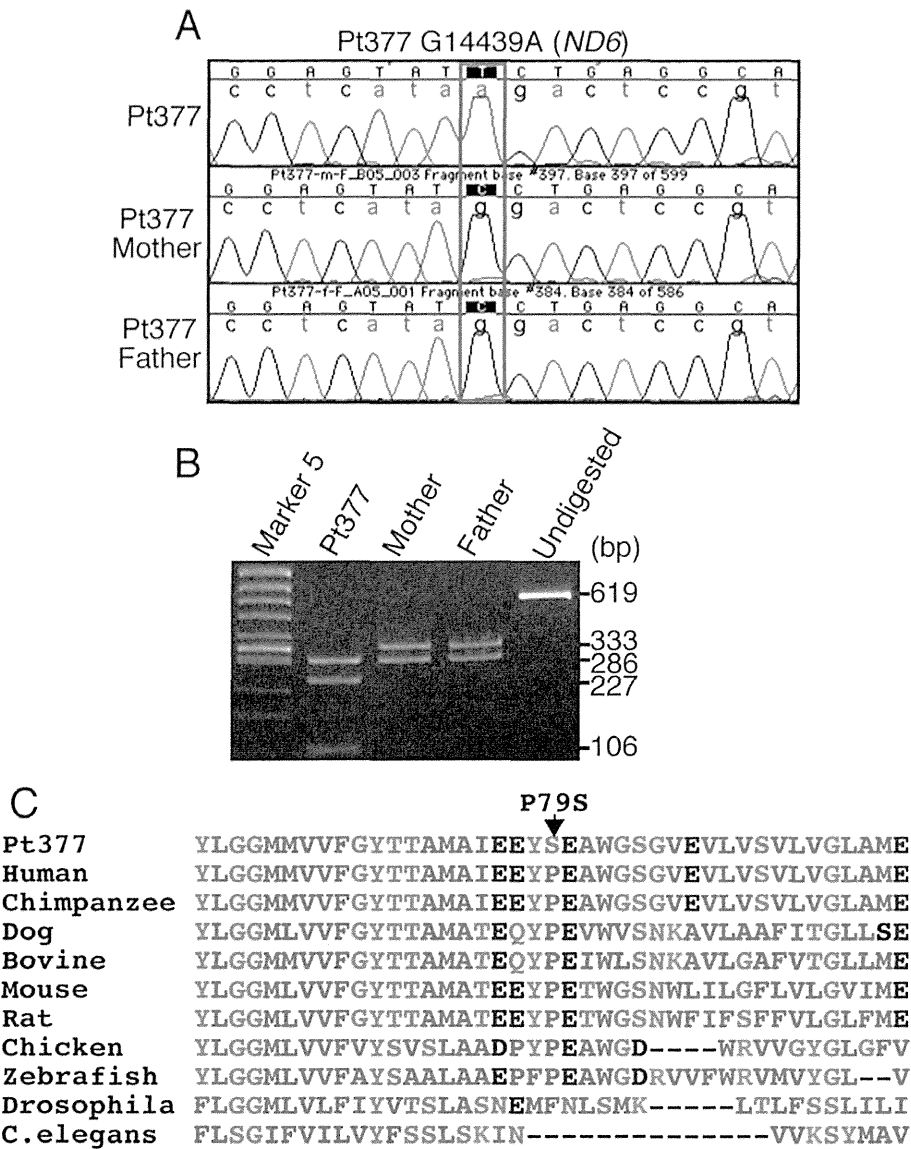 A
Pt377 G14439A (ND6)
Pt377
G G A G T A T T C T G A G G C A
c c t c a t a a g a c t c c g t
Pt377-m-F_B05_003 Fragment base #397. Base 397 of 599
Pt377 Mother
G G A G T A T C C T G A G G C A
c c t c a t a g g a c t c c g t
Pt377-f-F_A05_001 Fragment base #384. Base 384 of 586
Pt377 Father
G G A G T A T C C T G A G G C A
c c t c a t a g g a c t c c g t
B
Marker 5 Pt377 Mother Father Undigested (bp)
619
333
286
227
106
C
P79S
Pt377 YLGGMMVVFGYTTAMAIEEYSEAWGSGVEVLVSVLVGLAME
Human YLGGMMVVFGYTTAMAIEEYPEAWGSGVEVLVSVLVGLAME
Chimpanzee YLGGMMVVFGYTTAMAIEEYPEAWGSGVEVLVSVLVGLAME
Dog YLGGMLVVFGYTTAMATEQYPEVWVSNKAVLAAFITGLLSE
Bovine YLGGMMVVFGYTTAMATEQYPEIWLSNKAVLGAFVTGLLME
Mouse YLGGMLVVFGYTTAMATEEYPETWGSNWLILGFLVLGVIME
Rat YLGGMLVVFGYTTAMATEEYPETWGSNWFIFSFFVLGLFME
Chicken YLGGMLVVFVYSVSLAADPYPEAWGD----WRVVGYGLGFV
Zebrafish YLGGMLVVFAYSAALAAEPFPEAWGDRVVFWRVMVYGL--V
Drosophila FLGGMLVLFIYVTSLASNEMFNLSMK-----LTLFSSLILI
C.elegans FLSGIFVILVYFSSLSKIN--------------VVKSYMAV